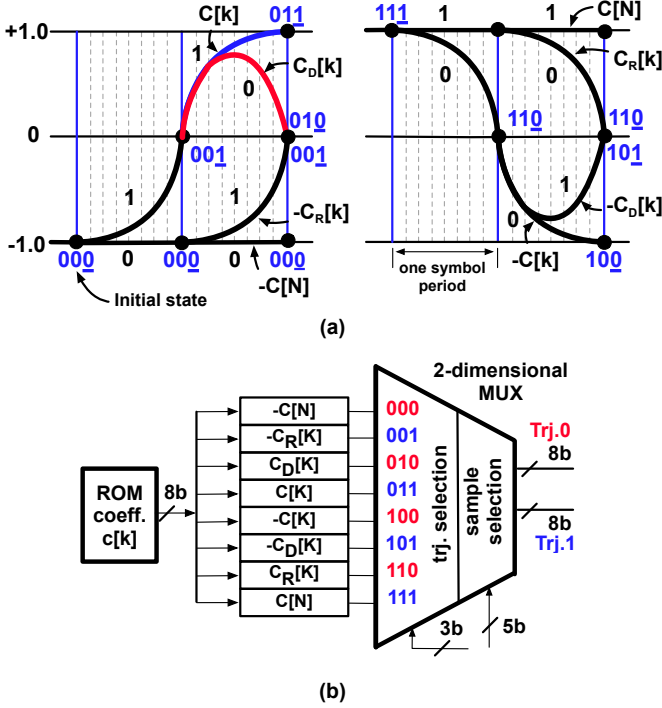 C[k]
011
C[N]
+1.0
1
C_D[k]
111
1
1
C_R[k]
0
0
0
010
110
110
0
001
001
101
1
1
-C_R[k]
1
-C_D[k]
0
-1.0
000
0
000
0
000
-C[N]
-C[k]
100
Initial state
one symbol
period
(a)
2-dimensional
MUX
ROM
coeff.
c[k]
8b
-C[N]
-C_R[K]
C_D[K]
C[K]
-C[K]
-C_D[K]
C_R[K]
C[N]
000
001
010
011
100
101
110
111
trj. selection
sample
selection
Trj.0
8b
8b
Trj.1
3b
5b
(b)